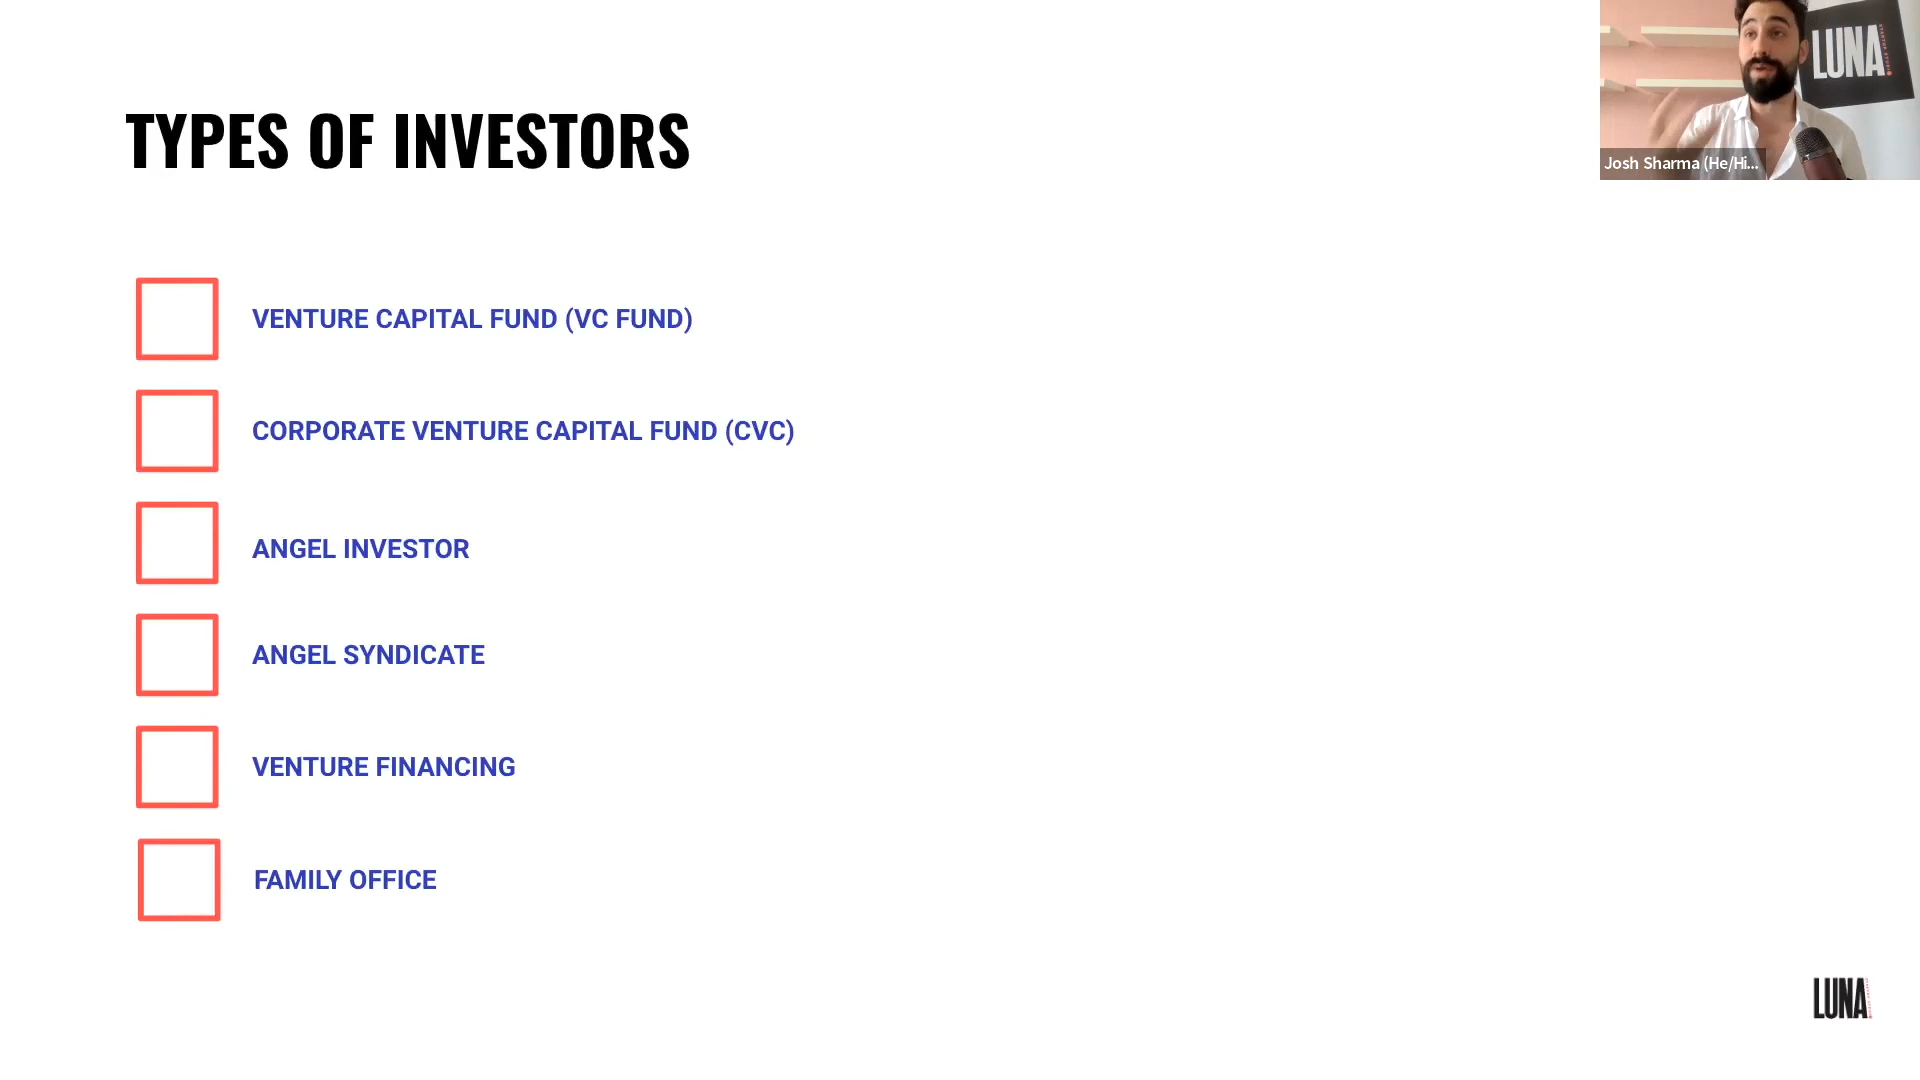 TYPES OF INVESTORS
LUNA
Josh Sharma (He/Hi...
VENTURE CAPITAL FUND (VC FUND)
CORPORATE VENTURE CAPITAL FUND (CVC)
ANGEL INVESTOR
ANGEL SYNDICATE
VENTURE FINANCING
FAMILY OFFICE
LUNA